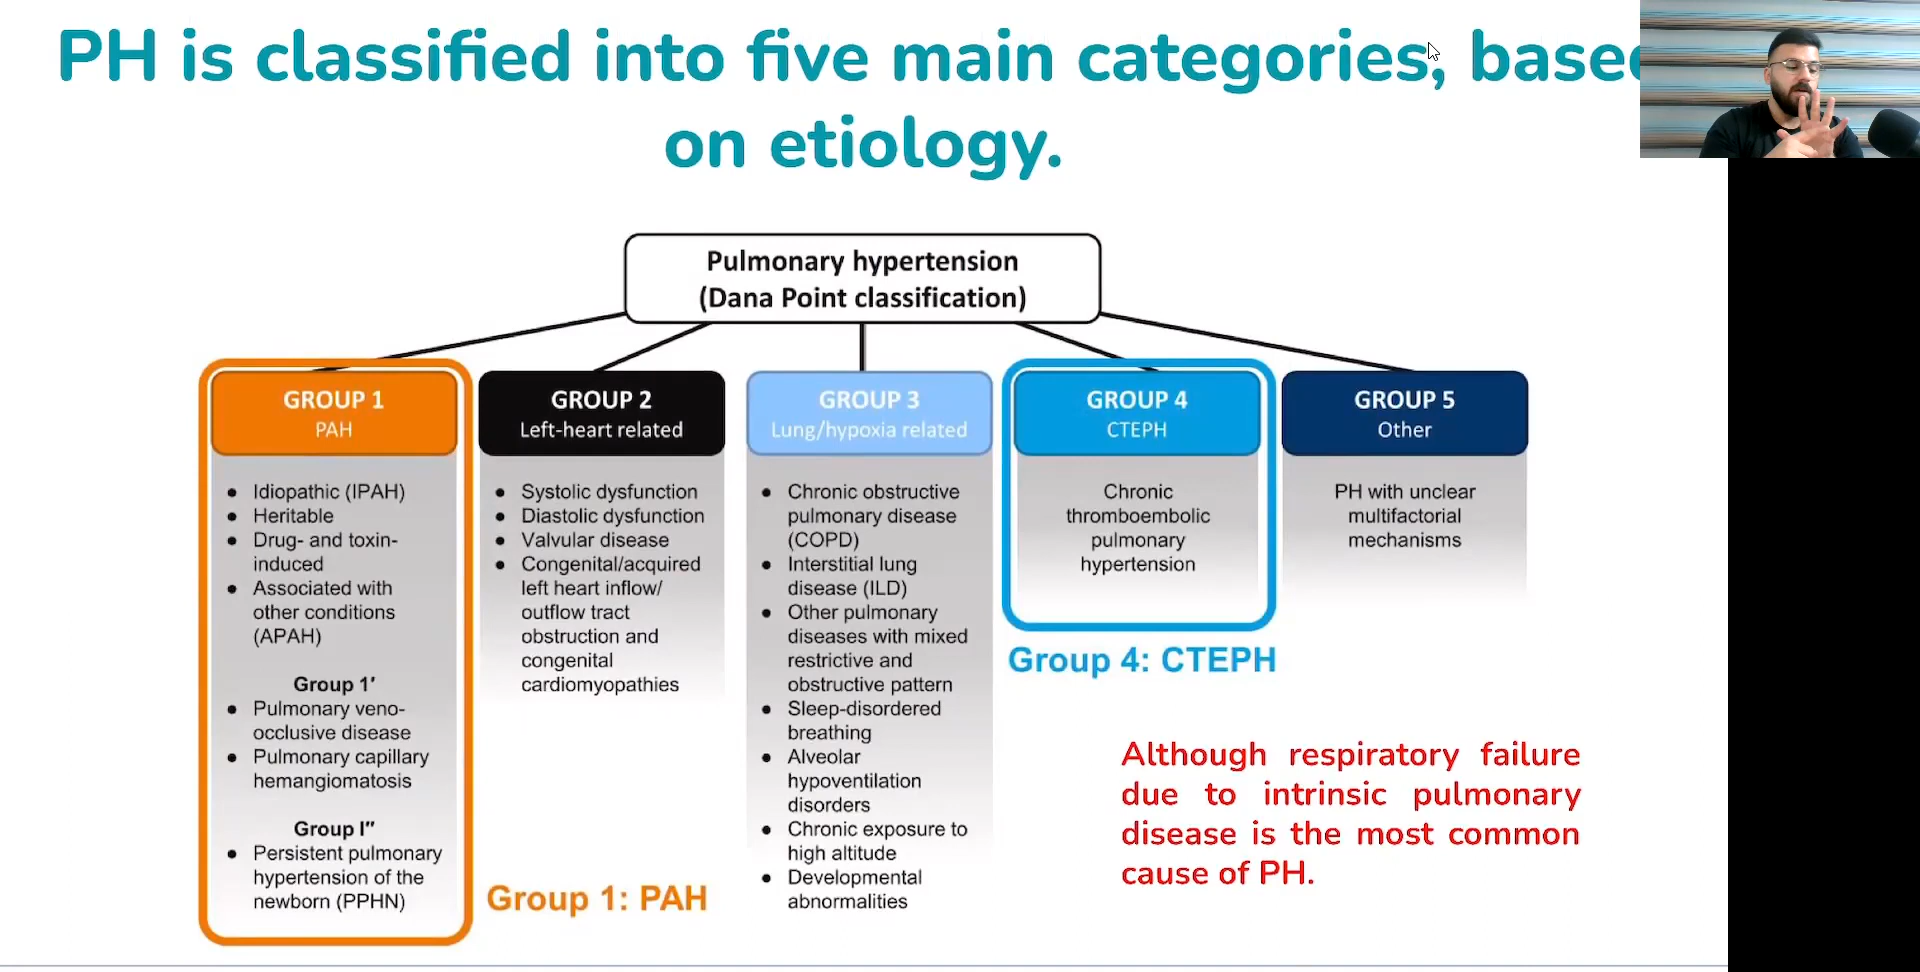 PH is classified into five main categories, based
on etiology.
Pulmonary hypertension
(Dana Point classification)
GROUP 1
PAH
• Idiopathic (IPAH)
• Heritable
• Drug- and toxin-
induced
• Associated with
other conditions
(APAH)
Group 1′
• Pulmonary veno-
occlusive disease
• Pulmonary capillary
hemangiomatosis
Group I″
• Persistent pulmonary
hypertension of the
newborn (PPHN)
Group 1: PAH
GROUP 2
Left-heart related
• Systolic dysfunction
• Diastolic dysfunction
• Valvular disease
• Congenital/acquired
left heart inflow/
outflow tract
obstruction and
congenital
cardiomyopathies
GROUP 3
Lung/hypoxia related
• Chronic obstructive
pulmonary disease
(COPD)
• Interstitial lung
disease (ILD)
• Other pulmonary
diseases with mixed
restrictive and
obstructive pattern
• Sleep-disordered
breathing
• Alveolar
hypoventilation
disorders
• Chronic exposure to
high altitude
• Developmental
abnormalities
GROUP 4
CTEPH
Chronic
thromboembolic
pulmonary
hypertension
Group 4: CTEPH
GROUP 5
Other
PH with unclear
multifactorial
mechanisms
Although respiratory failure
due to intrinsic pulmonary
disease is the most common
cause of PH.